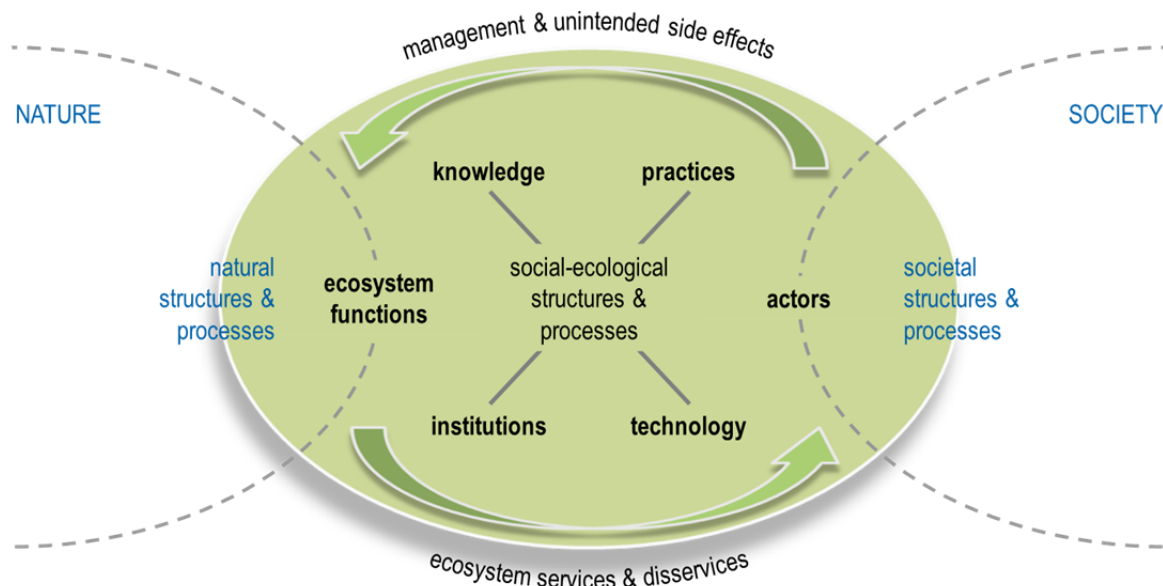 management & unintended side effects
NATURE
SOCIETY
knowledge
practices
natural
structures &
processes
ecosystem
functions
social-ecological
structures &
processes
actors
societal
structures &
processes
institutions
technology
ecosystem services & disservices